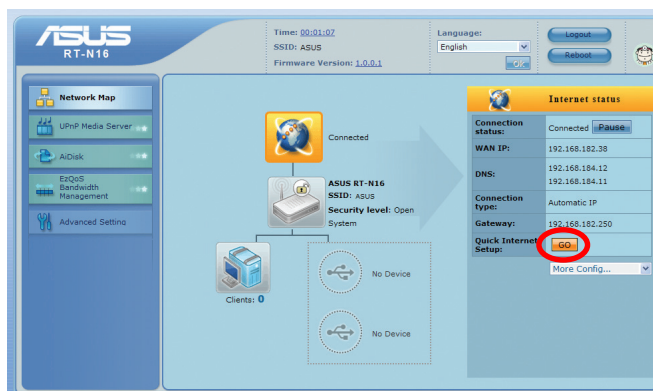 ASUS
RT-N16
Time: 00:01:07
SSID: ASUS
Firmware Version: 1.0.0.1
Language:
English
OK
Logout
Reboot
Network Map
UPnP Media Server
AiDisk
EzQoS
Bandwidth
Management
Advanced Setting
Connected
ASUS RT-N16
SSID: ASUS
Security level: Open
System
Clients: 0
No Device
No Device
Internet status
Connection
status:
Connected Pause
WAN IP:
192.168.182.38
DNS:
192.168.184.12
192.168.184.11
Connection
type:
Automatic IP
Gateway:
192.168.182.250
Quick Internet
Setup:
GO
More Config...